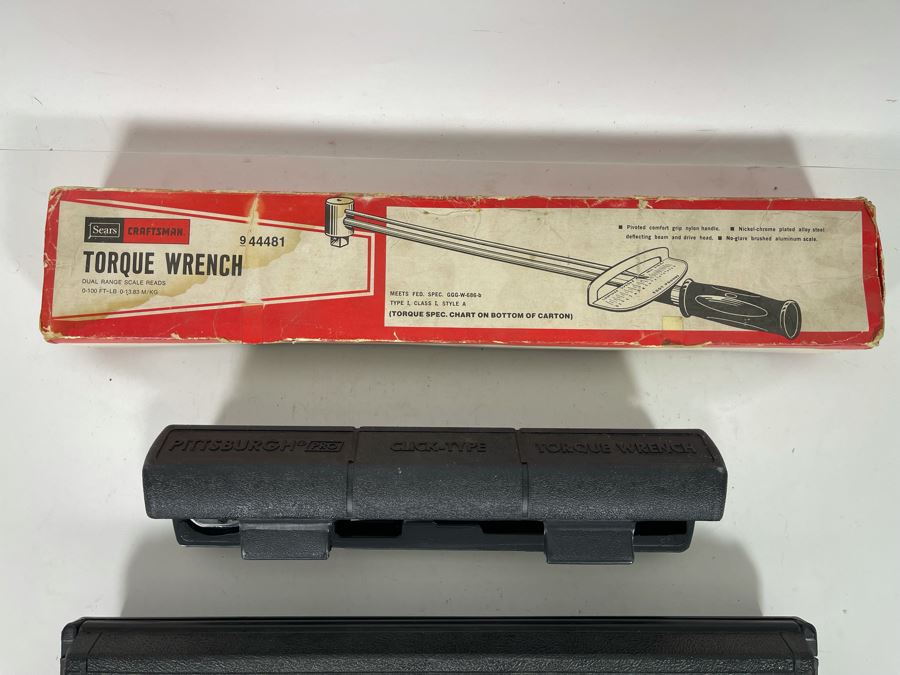 Sears CRAFTSMAN®
9 44481
TORQUE WRENCH
DUAL RANGE SCALE READS
0-100 FT-LB 0-13.83 M/KG
MEETS FED. SPEC. GGG-W-686-b
TYPE I, CLASS I, STYLE A
(TORQUE SPEC. CHART ON BOTTOM OF CARTON)
■ Pivoted comfort grip nylon handle. ■ Nickel-chrome plated alloy steel
deflecting beam and drive head. ■ No-glare brushed aluminum scale.
PITTSBURGH® PRO CLICK-TYPE TORQUE WRENCH